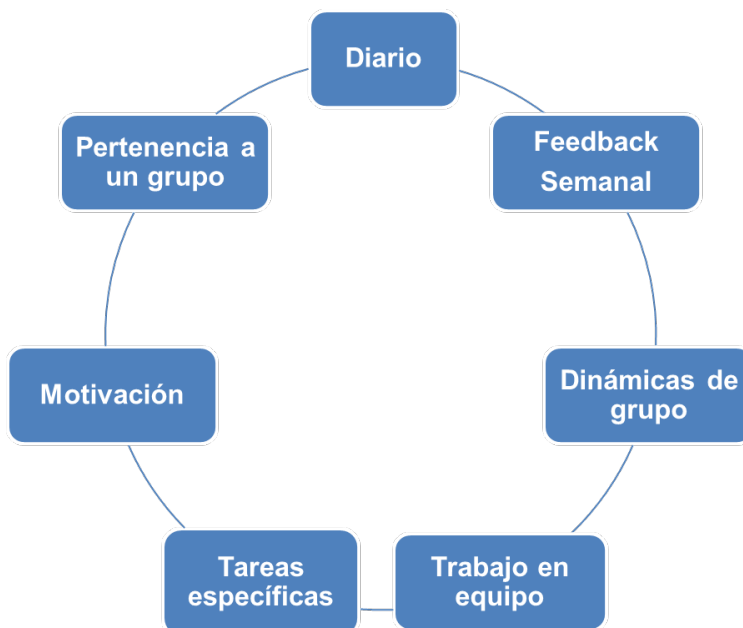 Diario
Feedback
Semanal
Dinámicas de
grupo
Trabajo en
equipo
Tareas
específicas
Motivación
Pertenencia a
un grupo